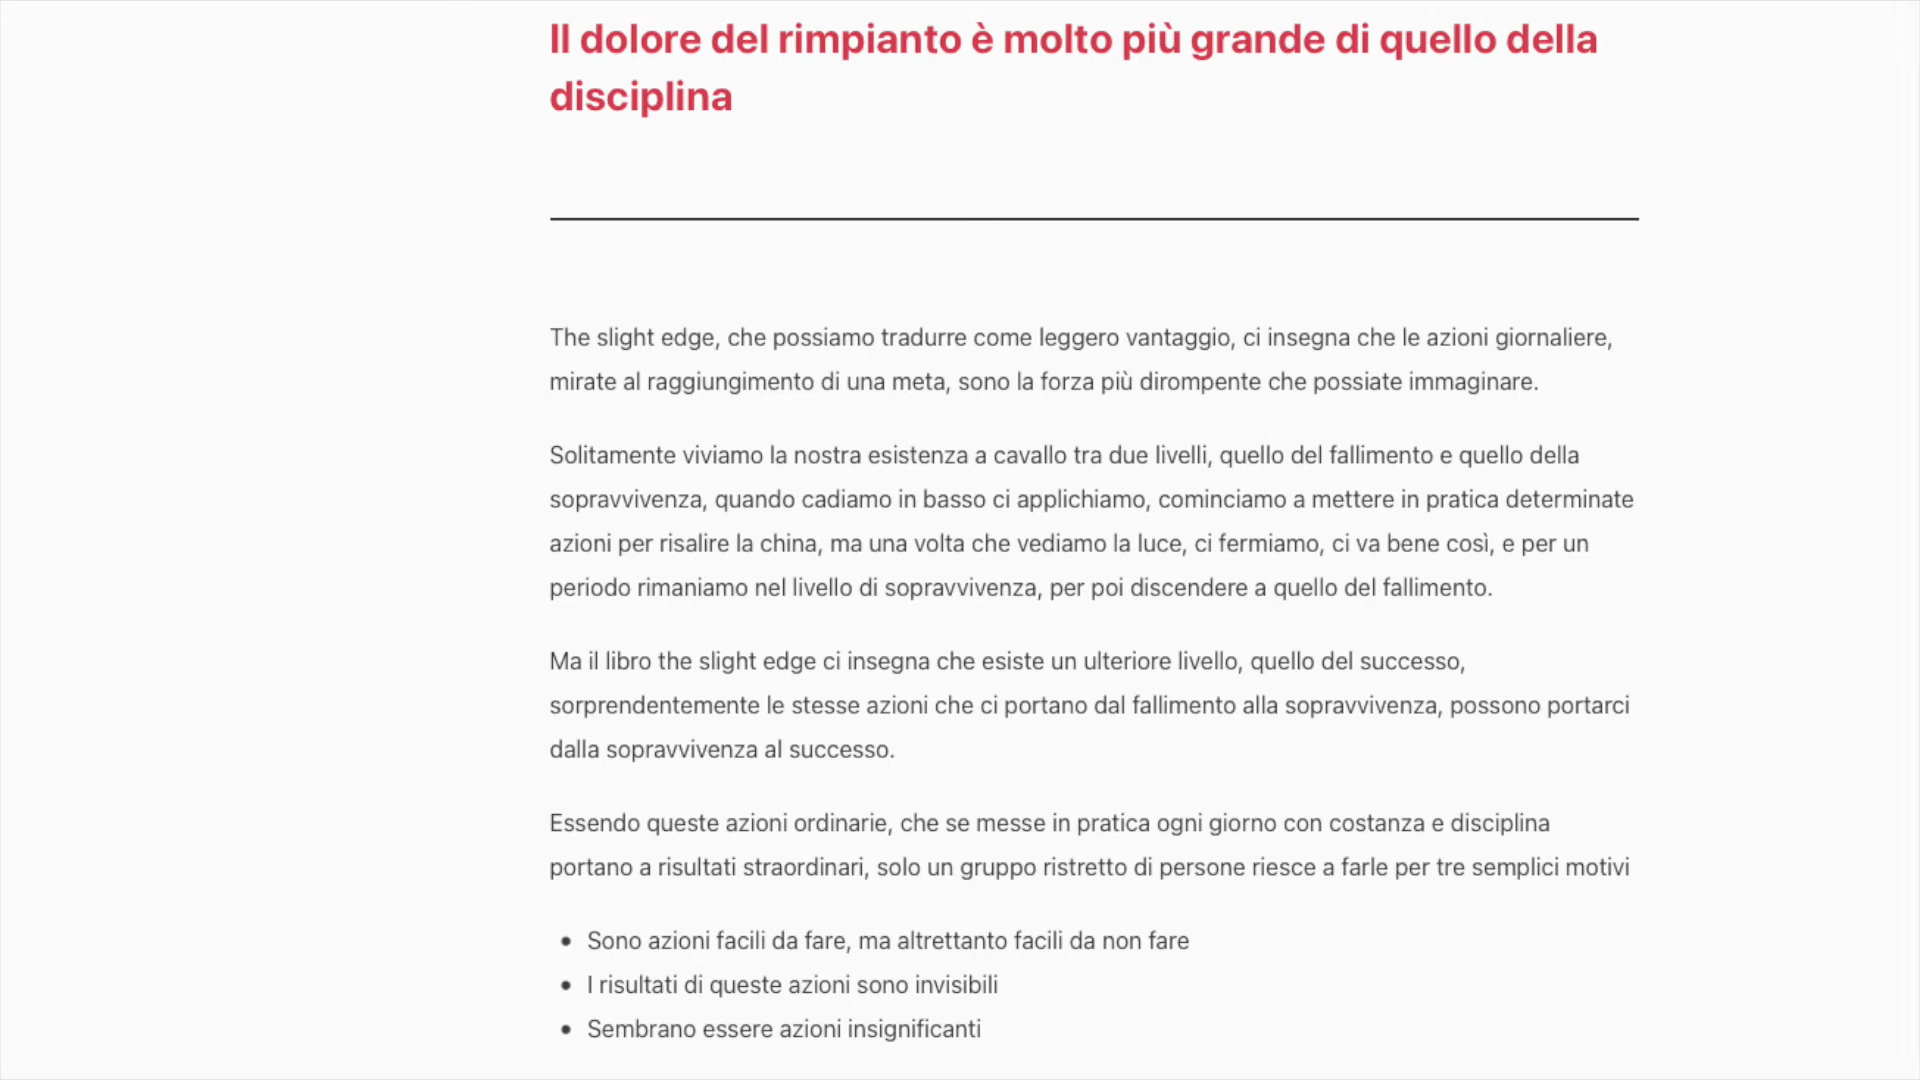 Il dolore del rimpianto è molto più grande di quello della
disciplina
The slight edge, che possiamo tradurre come leggero vantaggio, ci insegna che le azioni giornaliere,
mirate al raggiungimento di una meta, sono la forza più dirompente che possiate immaginare.
Solitamente viviamo la nostra esistenza a cavallo tra due livelli, quello del fallimento e quello della
sopravvivenza, quando cadiamo in basso ci applichiamo, cominciamo a mettere in pratica determinate
azioni per risalire la china, ma una volta che vediamo la luce, ci fermiamo, ci va bene così, e per un
periodo rimaniamo nel livello di sopravvivenza, per poi discendere a quello del fallimento.
Ma il libro the slight edge ci insegna che esiste un ulteriore livello, quello del successo,
sorprendentemente le stesse azioni che ci portano dal fallimento alla sopravvivenza, possono portarci
dalla sopravvivenza al successo.
Essendo queste azioni ordinarie, che se messe in pratica ogni giorno con costanza e disciplina
portano a risultati straordinari, solo un gruppo ristretto di persone riesce a farle per tre semplici motivi
• Sono azioni facili da fare, ma altrettanto facili da non fare
• I risultati di queste azioni sono invisibili
• Sembrano essere azioni insignificanti